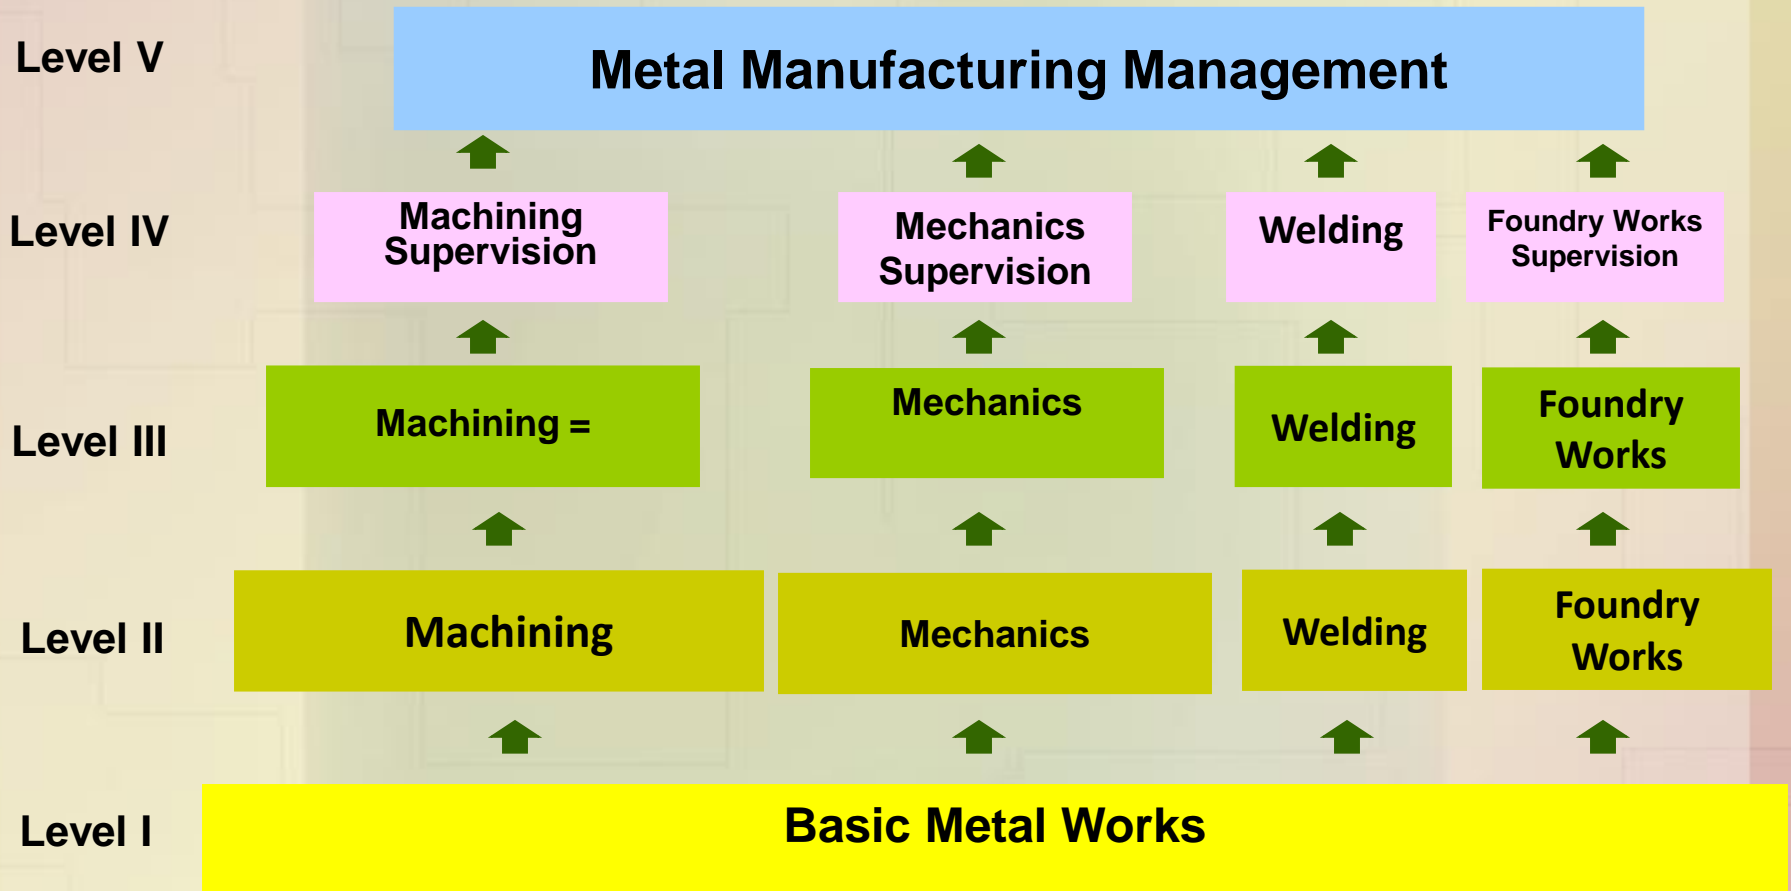 Level V
Metal Manufacturing Management
Level IV
Machining
Supervision
Mechanics
Supervision
Welding
Foundry Works
Supervision
Level III
Machining =
Mechanics
Welding
Foundry
Works
Level II
Machining
Mechanics
Welding
Foundry
Works
Level I
Basic Metal Works